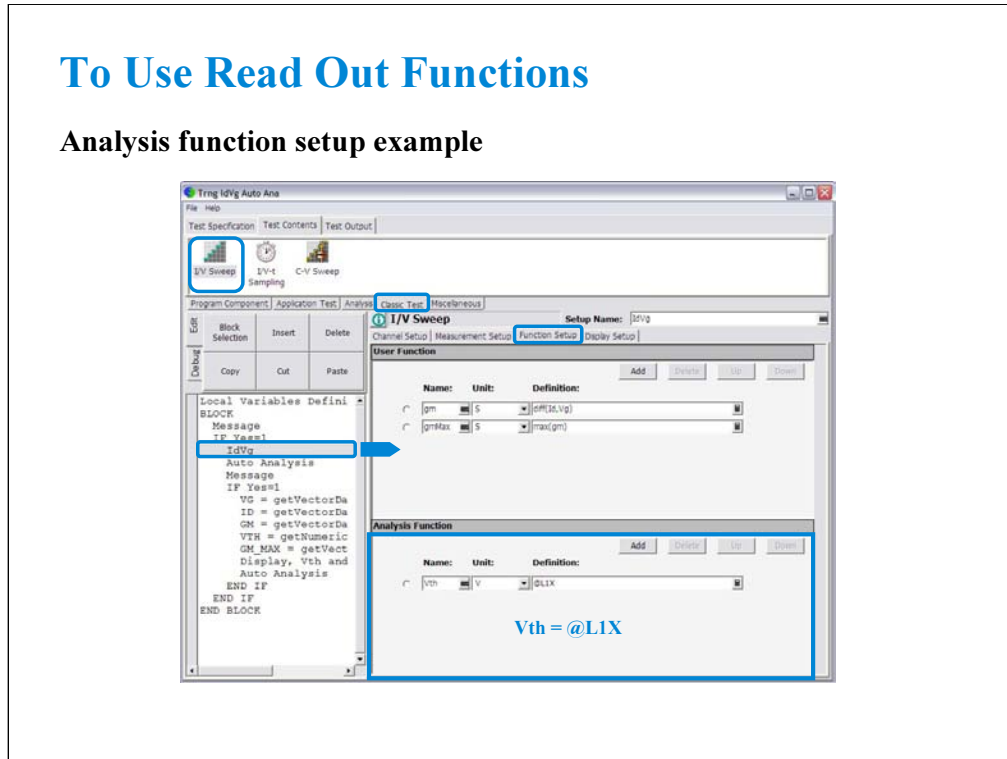 To Use Read Out Functions
Analysis function setup example
Trng IdVg Auto Ana
File Help
Test Specification Test Contents Test Output
I/V Sweep I/V-t Sampling C-V Sweep
Program Component Application Test Analysis Classic Test Miscellaneous
Edit
Debug
Block Selection Insert Delete
Copy Cut Paste
I/V Sweep Setup Name: IdVg
Channel Setup Measurement Setup Function Setup Display Setup
User Function
Add Delete Up Down
Name: Unit: Definition:
gm S diff(Id,Vg)
gmMax S max(gm)
Local Variables Defini
BLOCK
Message
IF Yes=1
IdVg
Auto Analysis
Message
IF Yes=1
VG = getVectorDa
ID = getVectorDa
GM = getVectorDa
VTH = getNumeric
GM_MAX = getVect
Display, Vth and
Auto Analysis
END IF
END IF
END BLOCK
Analysis Function
Add Delete Up Down
Name: Unit: Definition:
Vth V @L1X
Vth = @L1X